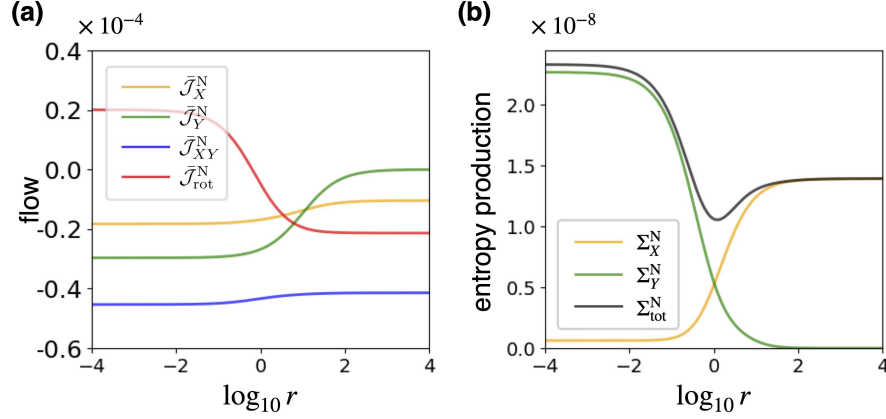 (a)
× 10⁻⁴
flow
0.4
0.2
0.0
-0.2
-0.4
-0.6
𝒥̄_X^N
𝒥̄_Y^N
𝒥̄_XY^N
𝒥̄_rot^N
−4
−2
0
2
4
log₁₀ r
(b)
× 10⁻⁸
entropy production
2.0
1.5
1.0
0.5
0.0
Σ_X^N
Σ_Y^N
Σ_tot^N
−4
−2
0
2
4
log₁₀ r